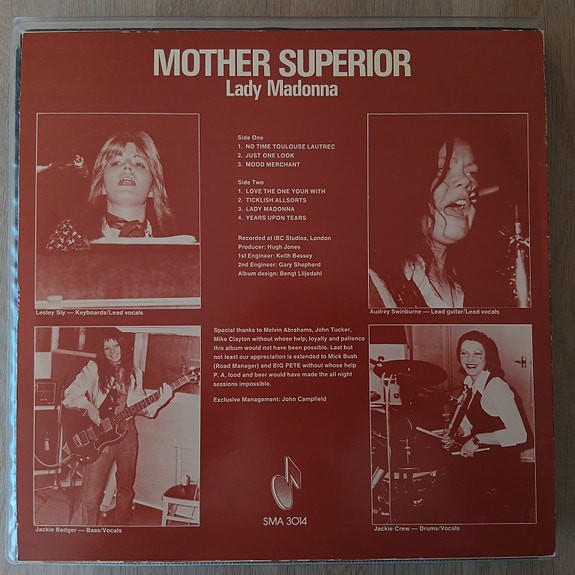 MOTHER SUPERIOR
Lady Madonna
Side One
1. NO TIME TOULOUSE LAUTREC
2. JUST ONE LOOK
3. MOOD MERCHANT
Side Two
1. LOVE THE ONE YOUR WITH
2. TICKLISH ALLSORTS
3. LADY MADONNA
4. YEARS UPON TEARS
Recorded at IBC Studios, London
Producer: Hugh Jones
1st Engineer: Keith Bessey
2nd Engineer: Gary Shepherd
Album design: Bengt Liljedahl
Lesley Sly — Keyboards/Lead vocals
Audrey Swinburne — Lead guitar/Lead vocals
Special thanks to Melvin Abrahams, John Tucker,
Mike Clayton without whose help, loyalty and patience
this album would not have been possible. Last but
not least our appreciation is extended to Mick Bush
(Road Manager) and BIG PETE without whose help
P. A, food and beer would have made the all night
sessions impossible.
Exclusive Management: John Campfield
Jackie Badger — Bass/Vocals
Jackie Crew — Drums/Vocals
SMA 3014